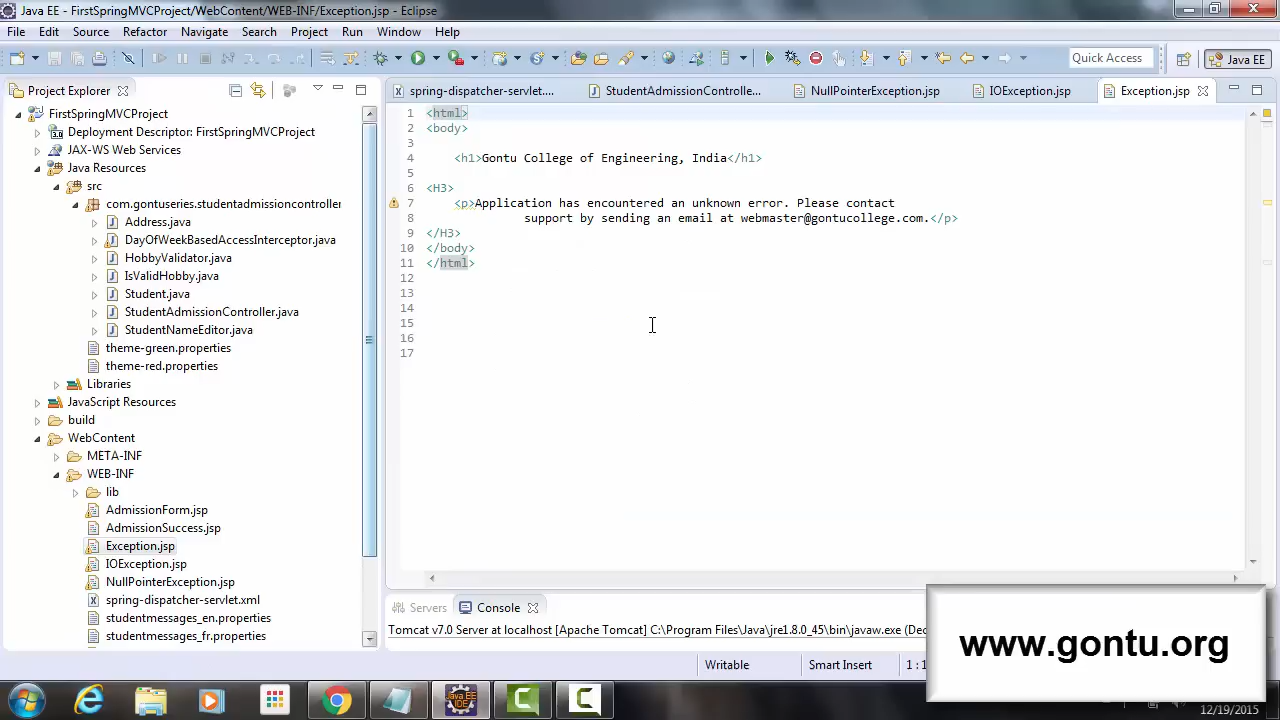 Java EE - FirstSpringMVCProject/WebContent/WEB-INF/Exception.jsp - Eclipse
File Edit Source Refactor Navigate Search Project Run Window Help
Quick Access Java EE
Project Explorer
FirstSpringMVCProject
3.0 Deployment Descriptor: FirstSpringMVCProject
JAX-WS Web Services
Java Resources
src
com.gontuseries.studentadmissioncontroller
Address.java
DayOfWeekBasedAccessInterceptor.java
HobbyValidator.java
IsValidHobby.java
Student.java
StudentAdmissionController.java
StudentNameEditor.java
theme-green.properties
theme-red.properties
Libraries
JavaScript Resources
build
WebContent
META-INF
WEB-INF
lib
AdmissionForm.jsp
AdmissionSuccess.jsp
Exception.jsp
IOException.jsp
NullPointerException.jsp
spring-dispatcher-servlet.xml
studentmessages_en.properties
studentmessages_fr.properties
spring-dispatcher-servlet.... StudentAdmissionControlle... NullPointerException.jsp IOException.jsp Exception.jsp
1 <html>
2 <body>
3
4 <h1>Gontu College of Engineering, India</h1>
5
6 <H3>
7 <p>Application has encountered an unknown error. Please contact
8 support by sending an email at webmaster@gontucollege.com.</p>
9 </H3>
10 </body>
11 </html>
12
13
14
15
16
17
Servers Console
Tomcat v7.0 Server at localhost [Apache Tomcat] C:\Program Files\Java\jre1.8.0_45\bin\javaw.exe (Dec
Writable Smart Insert 1 : 1
www.gontu.org
Java EE
IDE
12/19/2015